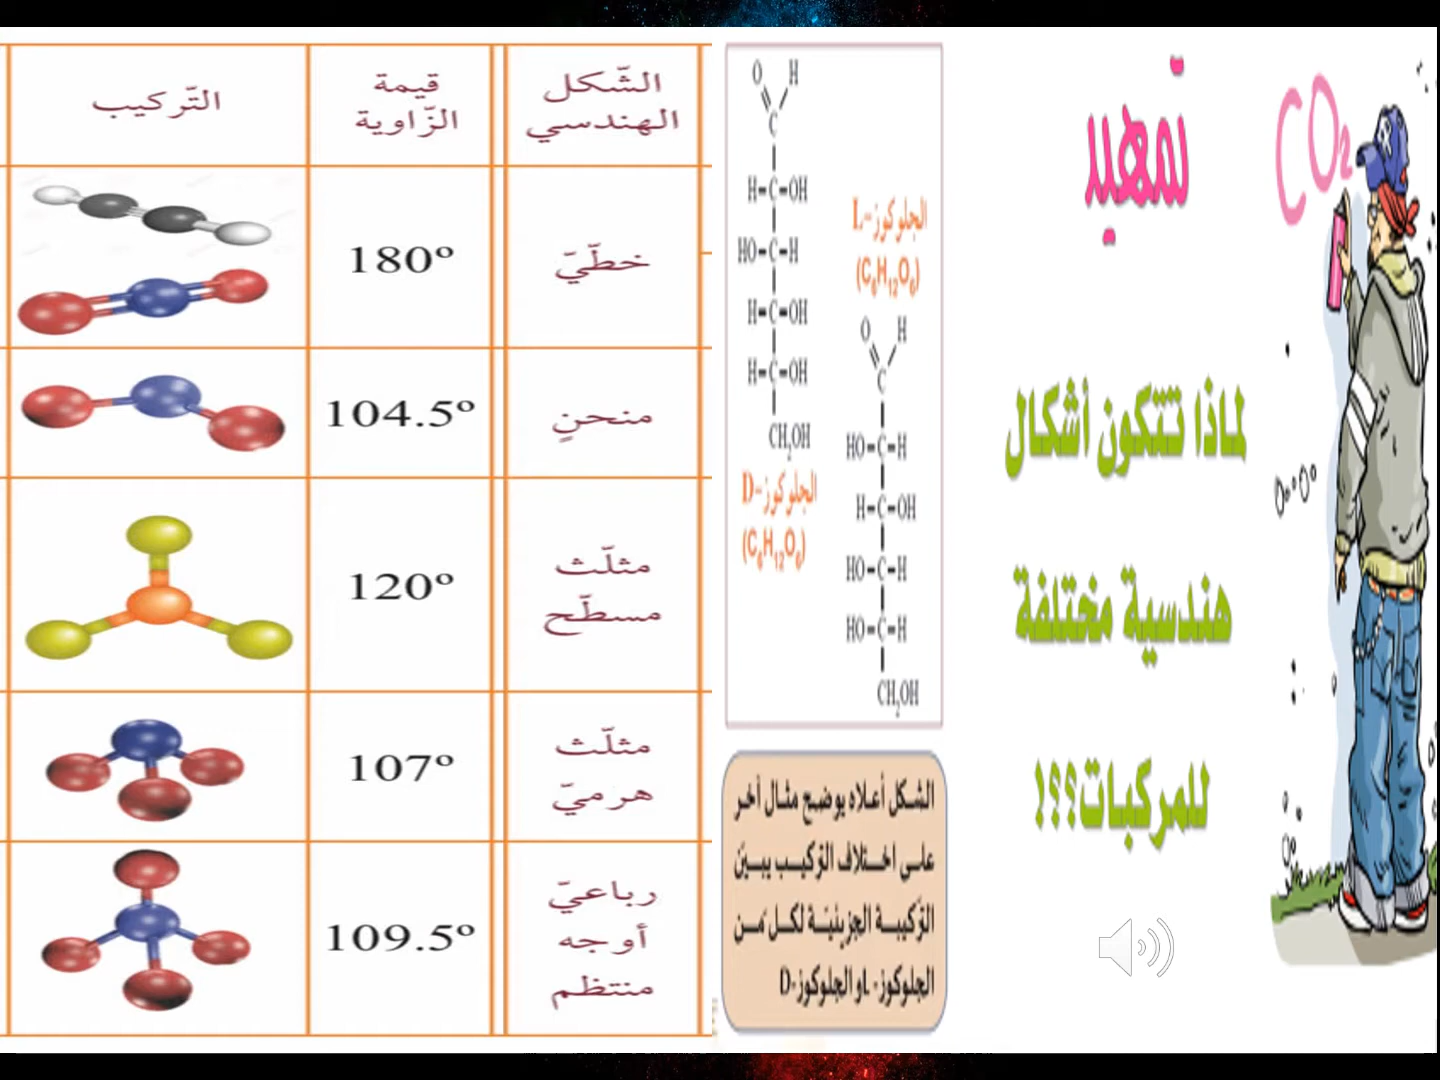 تمهيد
CO2
لماذا تتكون أشكال
هندسية مختلفة
للمركبات؟؟!
O H
C
H-C-OH
HO-C-H
H-C-OH
H-C-OH
CH2OH
الجلوكوز-D
(C6H12O6)
الجلوكوز-L
(C6H12O6)
O H
C
HO-C-H
H-C-OH
HO-C-H
HO-C-H
CH2OH
الشكل أعلاه يوضح مثال آخر
على اختلاف التركيب يبين
التركيبة الجزيئية لكل من
الجلوكوز-L و الجلوكوز-D
الشّكل الهندسي
قيمة الزّاوية
التّركيب
خطّيّ
180°
منحنٍ
104.5°
مثلّث
مسطّح
120°
مثلّث
هرميّ
107°
رباعيّ
أوجه
منتظم
109.5°